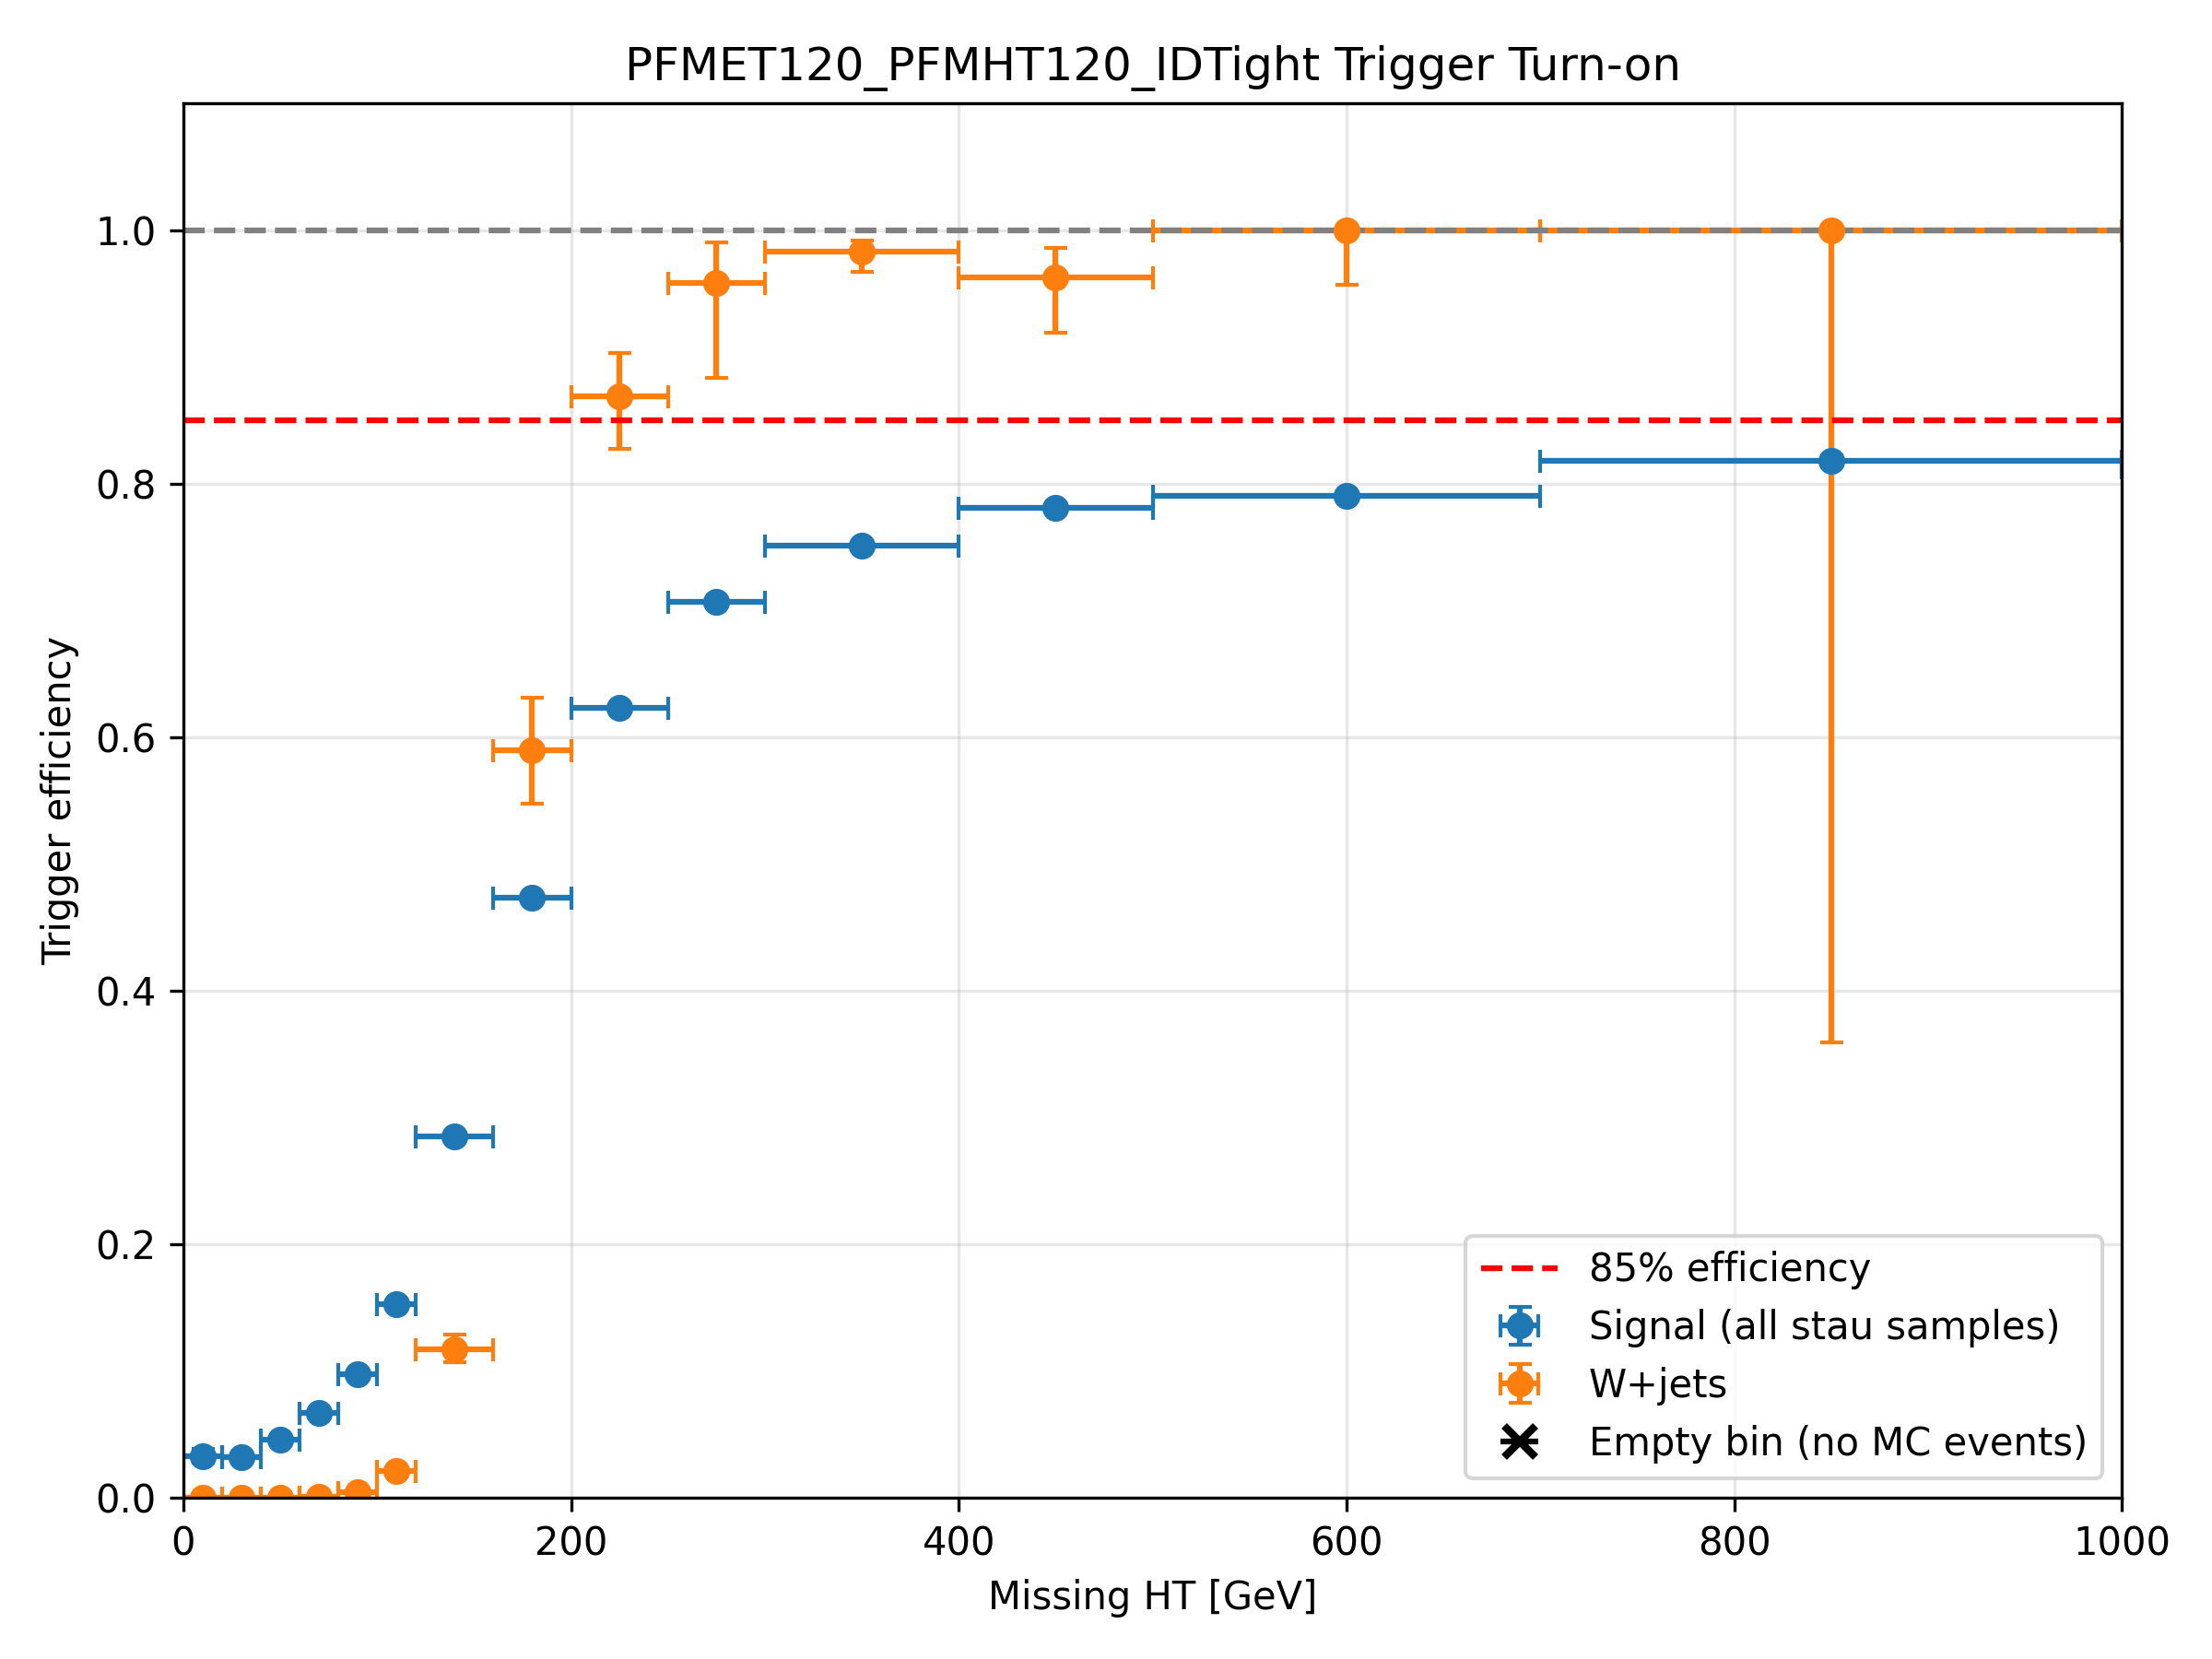 PFMET120_PFMHT120_IDTight Trigger Turn-on
Trigger efficiency
1.0
0.8
0.6
0.4
0.2
0.0
0
200
400
600
800
1000
Missing HT [GeV]
85% efficiency
Signal (all stau samples)
W+jets
Empty bin (no MC events)